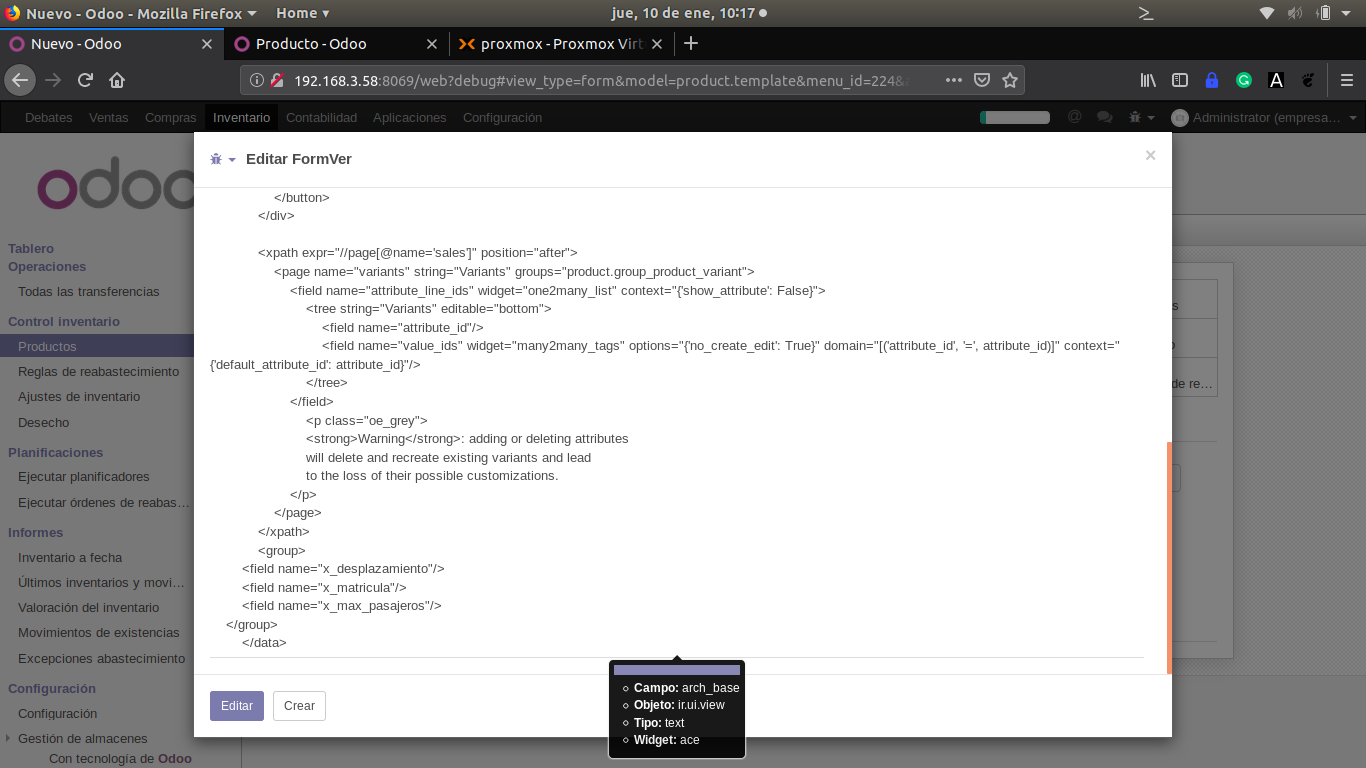 Nuevo - Odoo - Mozilla Firefox
Home
jue, 10 de ene, 10:17
Nuevo - Odoo
Producto - Odoo
proxmox - Proxmox Virt
192.168.3.58:8069/web?debug#view_type=form&model=product.template&menu_id=224&
Debates
Ventas
Compras
Inventario
Contabilidad
Aplicaciones
Configuración
Administrator (empresa…
odoo
Tablero
Operaciones
Todas las transferencias
Control inventario
Productos
Reglas de reabastecimiento
Ajustes de inventario
Desecho
Planificaciones
Ejecutar planificadores
Ejecutar órdenes de reabas…
Informes
Inventario a fecha
Últimos inventarios y movi…
Valoración del inventario
Movimientos de existencias
Excepciones abastecimiento
Configuración
Configuración
Gestión de almacenes
Con tecnología de Odoo
Editar FormVer
×
</button>
</div>
<xpath expr="//page[@name='sales']" position="after">
<page name="variants" string="Variants" groups="product.group_product_variant">
<field name="attribute_line_ids" widget="one2many_list" context="{'show_attribute': False}">
<tree string="Variants" editable="bottom">
<field name="attribute_id"/>
<field name="value_ids" widget="many2many_tags" options="{'no_create_edit': True}" domain="[('attribute_id', '=', attribute_id)]" context="
{'default_attribute_id': attribute_id}"/>
</tree>
</field>
<p class="oe_grey">
<strong>Warning</strong>: adding or deleting attributes
will delete and recreate existing variants and lead
to the loss of their possible customizations.
</p>
</page>
</xpath>
<group>
<field name="x_desplazamiento"/>
<field name="x_matricula"/>
<field name="x_max_pasajeros"/>
</group>
</data>
Editar
Crear
Campo: arch_base
Objeto: ir.ui.view
Tipo: text
Widget: ace
s
de re…